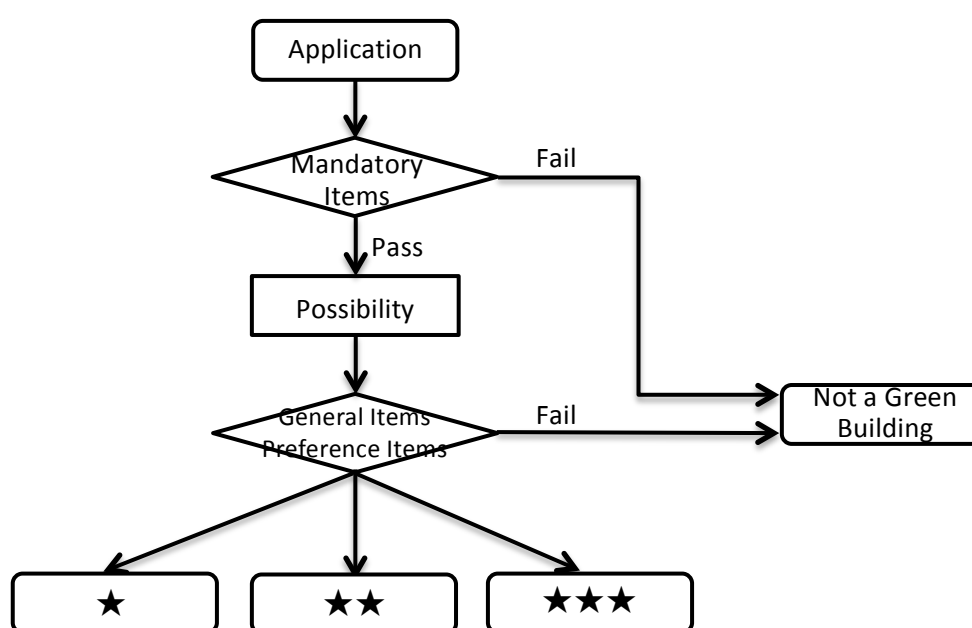 Application
Mandatory
Items
Fail
Pass
Possibility
General Items
Preference Items
Fail
Not a Green
Building
★
★★
★★★